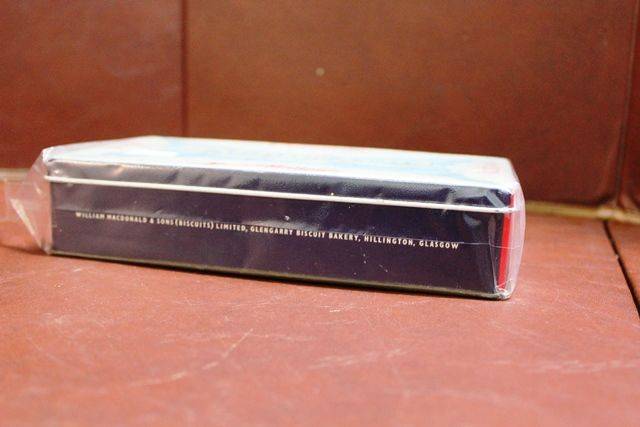 WILLIAM MACDONALD & SONS (BISCUITS) LIMITED, GLENGARRY BISCUIT BAKERY, HILLINGTON, GLASGOW